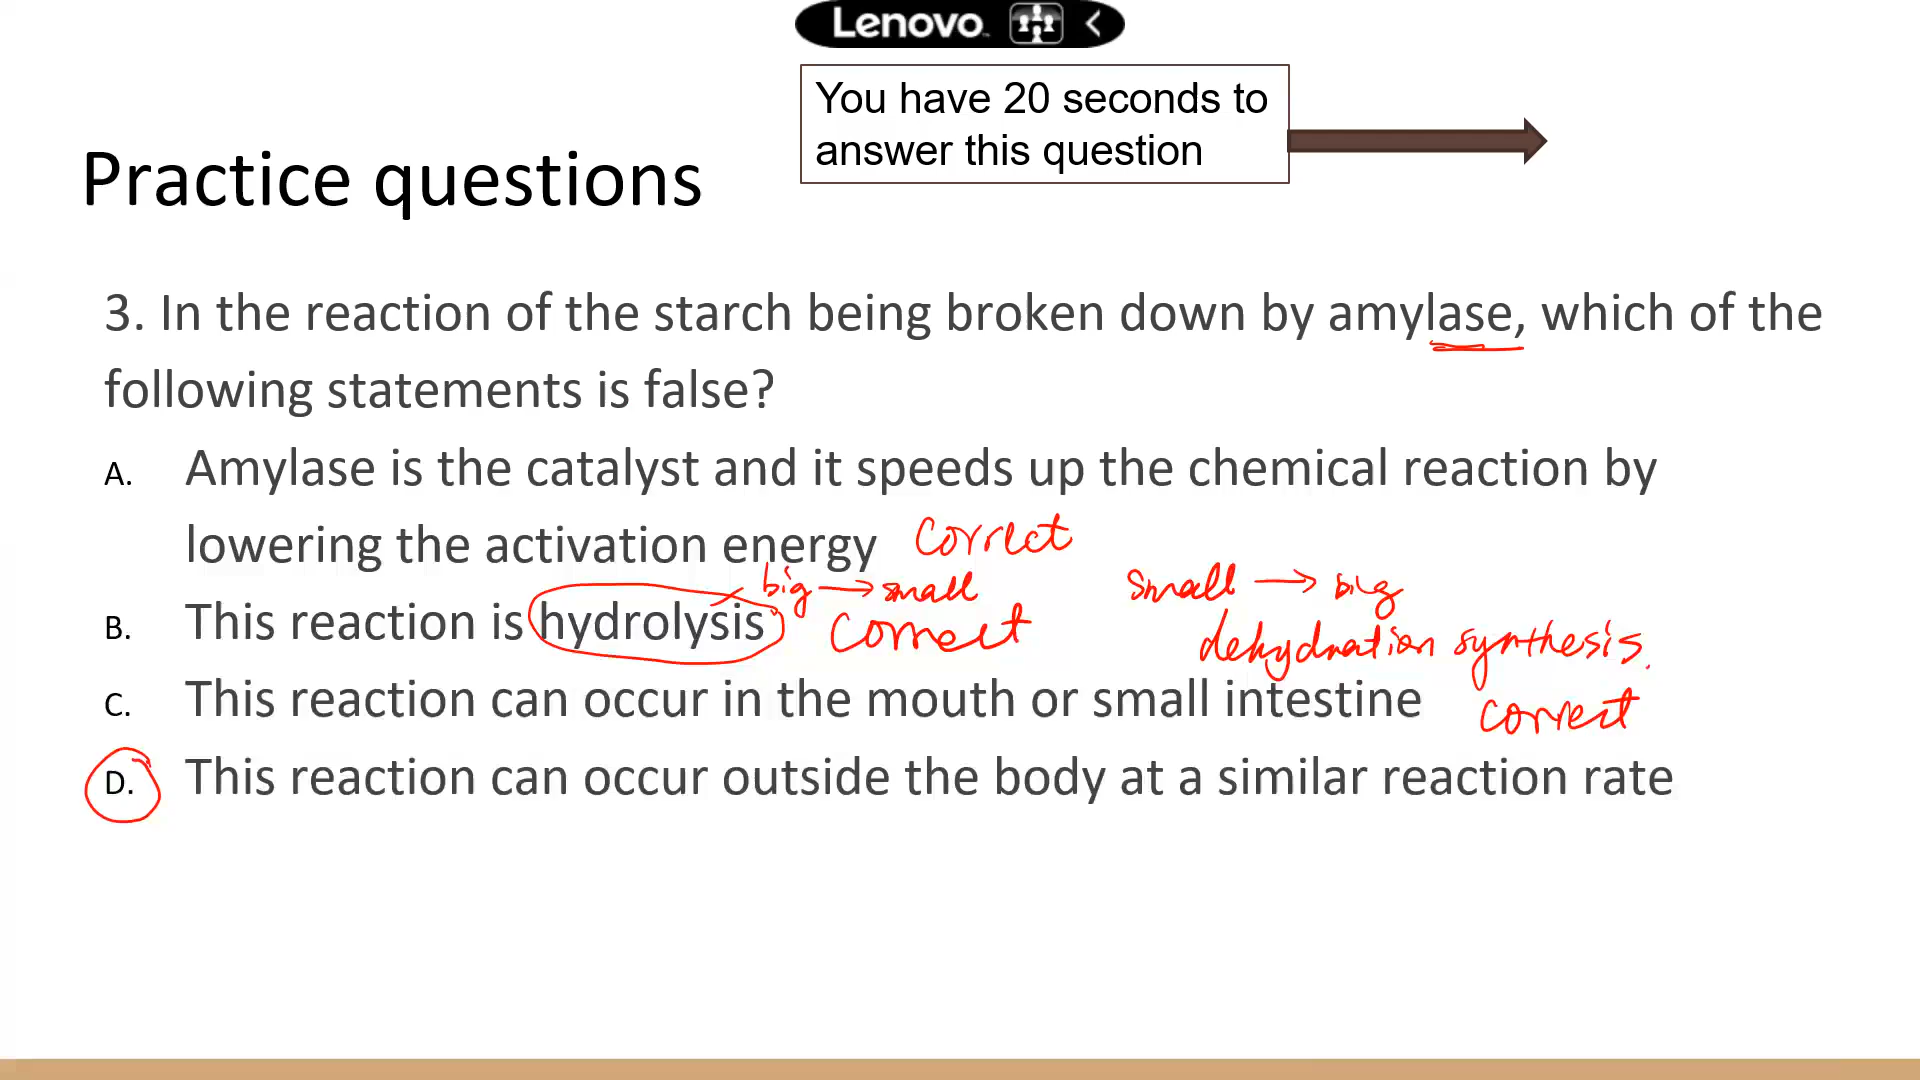 Lenovo
You have 20 seconds to
answer this question
Practice questions
3. In the reaction of the starch being broken down by amylase, which of the
following statements is false?
A. Amylase is the catalyst and it speeds up the chemical reaction by
lowering the activation energy correct
big → small small → big
B. This reaction is hydrolysis correct dehydration synthesis.
C. This reaction can occur in the mouth or small intestine correct
D. This reaction can occur outside the body at a similar reaction rate